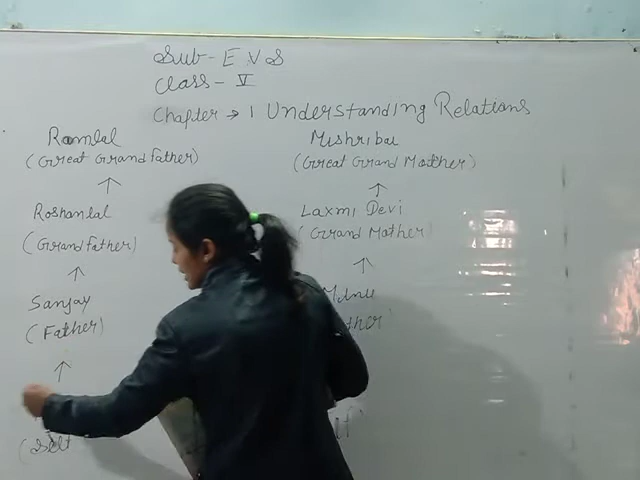 Sub- E V S
Class- V
Chapter → 1 Understanding Relations
Ramlal
(Great Grand father)
Mishribai
(Great Grand Mother)
Roshanlal
(Grand father)
Laxmi Devi
(Grand Mother)
Sanjay
(Father)
(Self